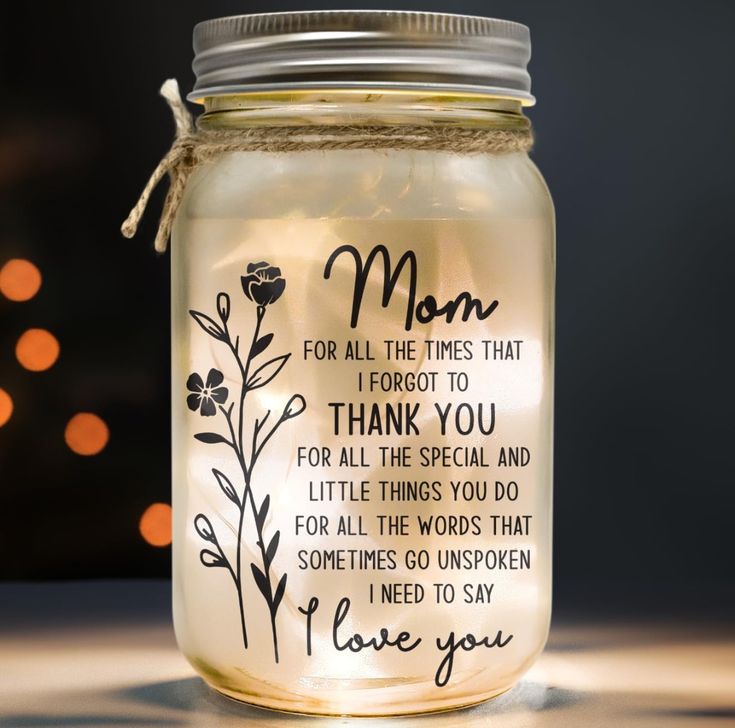 Mom
FOR ALL THE TIMES THAT
I FORGOT TO
THANK YOU
FOR ALL THE SPECIAL AND
LITTLE THINGS YOU DO
FOR ALL THE WORDS THAT
SOMETIMES GO UNSPOKEN
I NEED TO SAY
I love you